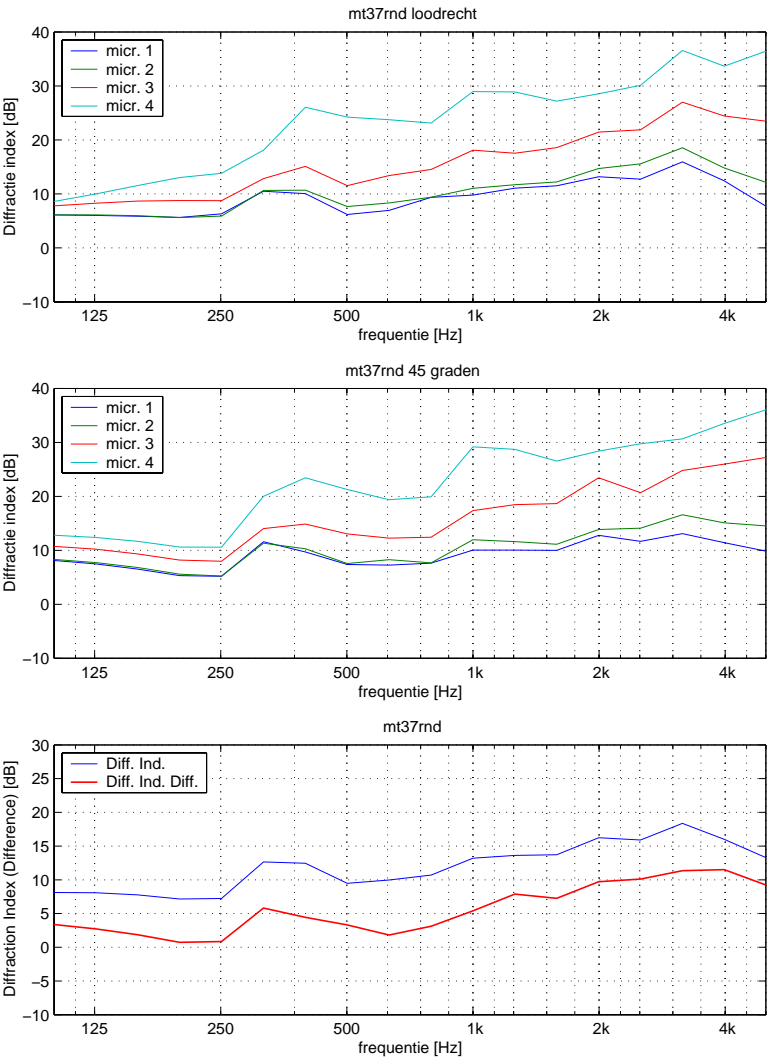 mt37rnd loodrecht
40
30
20
10
0
−10
Diffractie index [dB]
micr. 1
micr. 2
micr. 3
micr. 4
125 250 500 1k 2k 4k
frequentie [Hz]
mt37rnd 45 graden
40
30
20
10
0
−10
Diffractie index [dB]
micr. 1
micr. 2
micr. 3
micr. 4
125 250 500 1k 2k 4k
frequentie [Hz]
mt37rnd
30
25
20
15
10
5
0
−5
−10
Diffraction Index (Difference) [dB]
Diff. Ind.
Diff. Ind. Diff.
125 250 500 1k 2k 4k
frequentie [Hz]